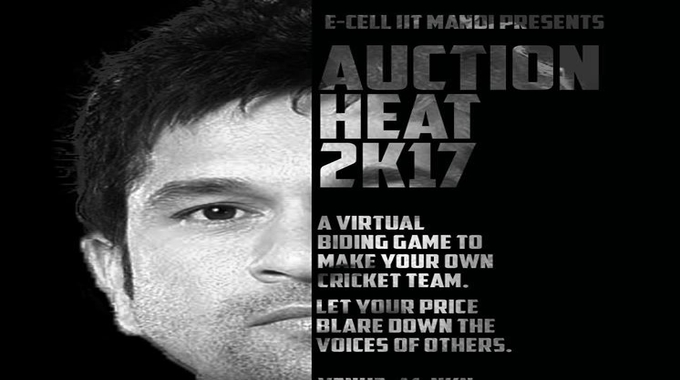 E-CELL IIT MANDI PRESENTS
AUCTION
HEAT
2K17
A VIRTUAL
BIDING GAME TO
MAKE YOUR OWN
CRICKET TEAM.
LET YOUR PRICE
BLARE DOWN THE
VOICES OF OTHERS.